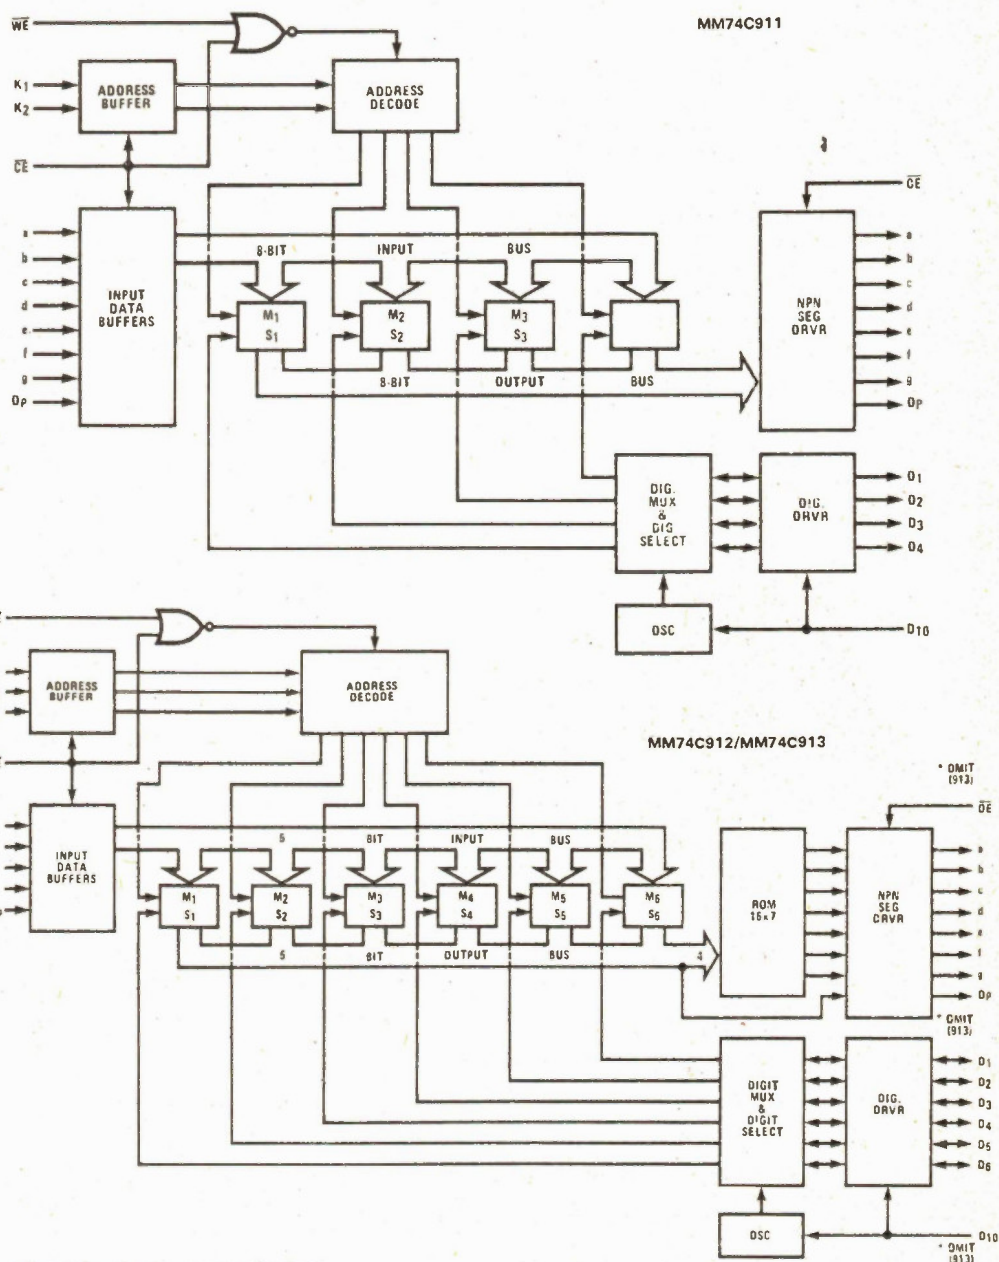 MM74C911
WE
K1
K2
CE
ADDRESS
BUFFER
ADDRESS
DECODE
a
b
c
d
e
f
g
Dp
INPUT
DATA
BUFFERS
8-BIT INPUT BUS
M1
S1
M2
S2
M3
S3
8-BIT OUTPUT BUS
CE
NPN
SEG
DRVR
a
b
c
d
e
f
g
Dp
DIG.
MUX
&
DIG
SELECT
DIG.
DRVR
D1
D2
D3
D4
OSC
D10
ADDRESS
BUFFER
ADDRESS
DECODE
MM74C912/MM74C913
* OMIT
(913)
OE
INPUT
DATA
BUFFERS
5 BIT INPUT BUS
M1
S1
M2
S2
M3
S3
M4
S4
M5
S5
M6
S6
5 BIT OUTPUT BUS
4
ROM
16x7
NPN
SEG
DRVR
a
b
c
d
e
f
g
Dp
* OMIT
(913)
DIGIT
MUX
&
DIGIT
SELECT
DIG.
DRVR
D1
D2
D3
D4
D5
D6
OSC
D10
* OMIT
(913)